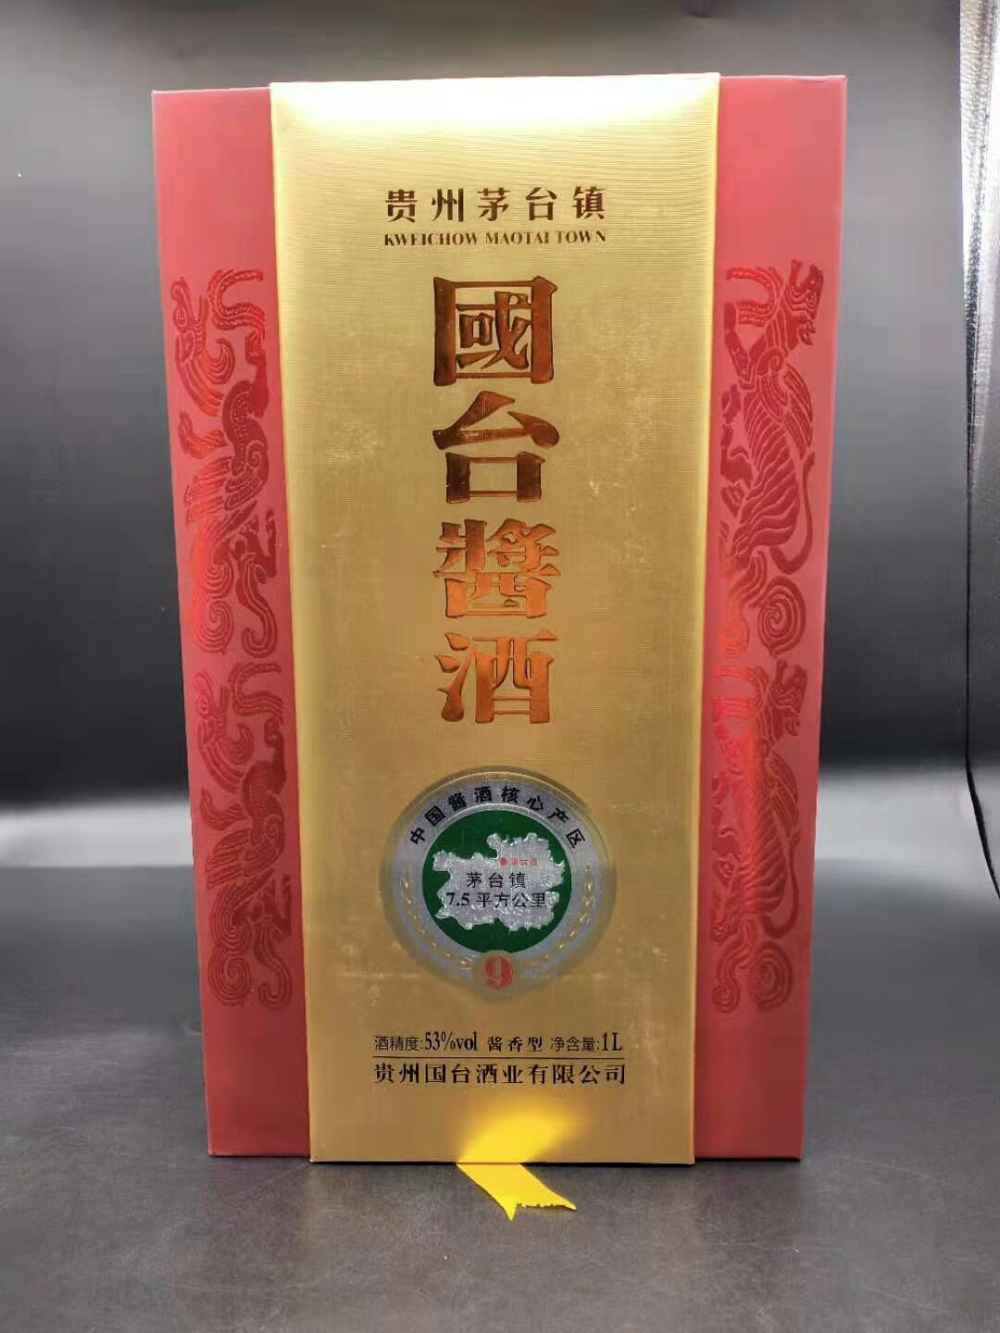 贵州茅台镇
KWEICHOW MAOTAI TOWN
國台醬酒
中国酱酒核心产区
茅台镇
7.5 平方公里
9
酒精度:53%vol 酱香型 净含量:1L
贵州国台酒业有限公司